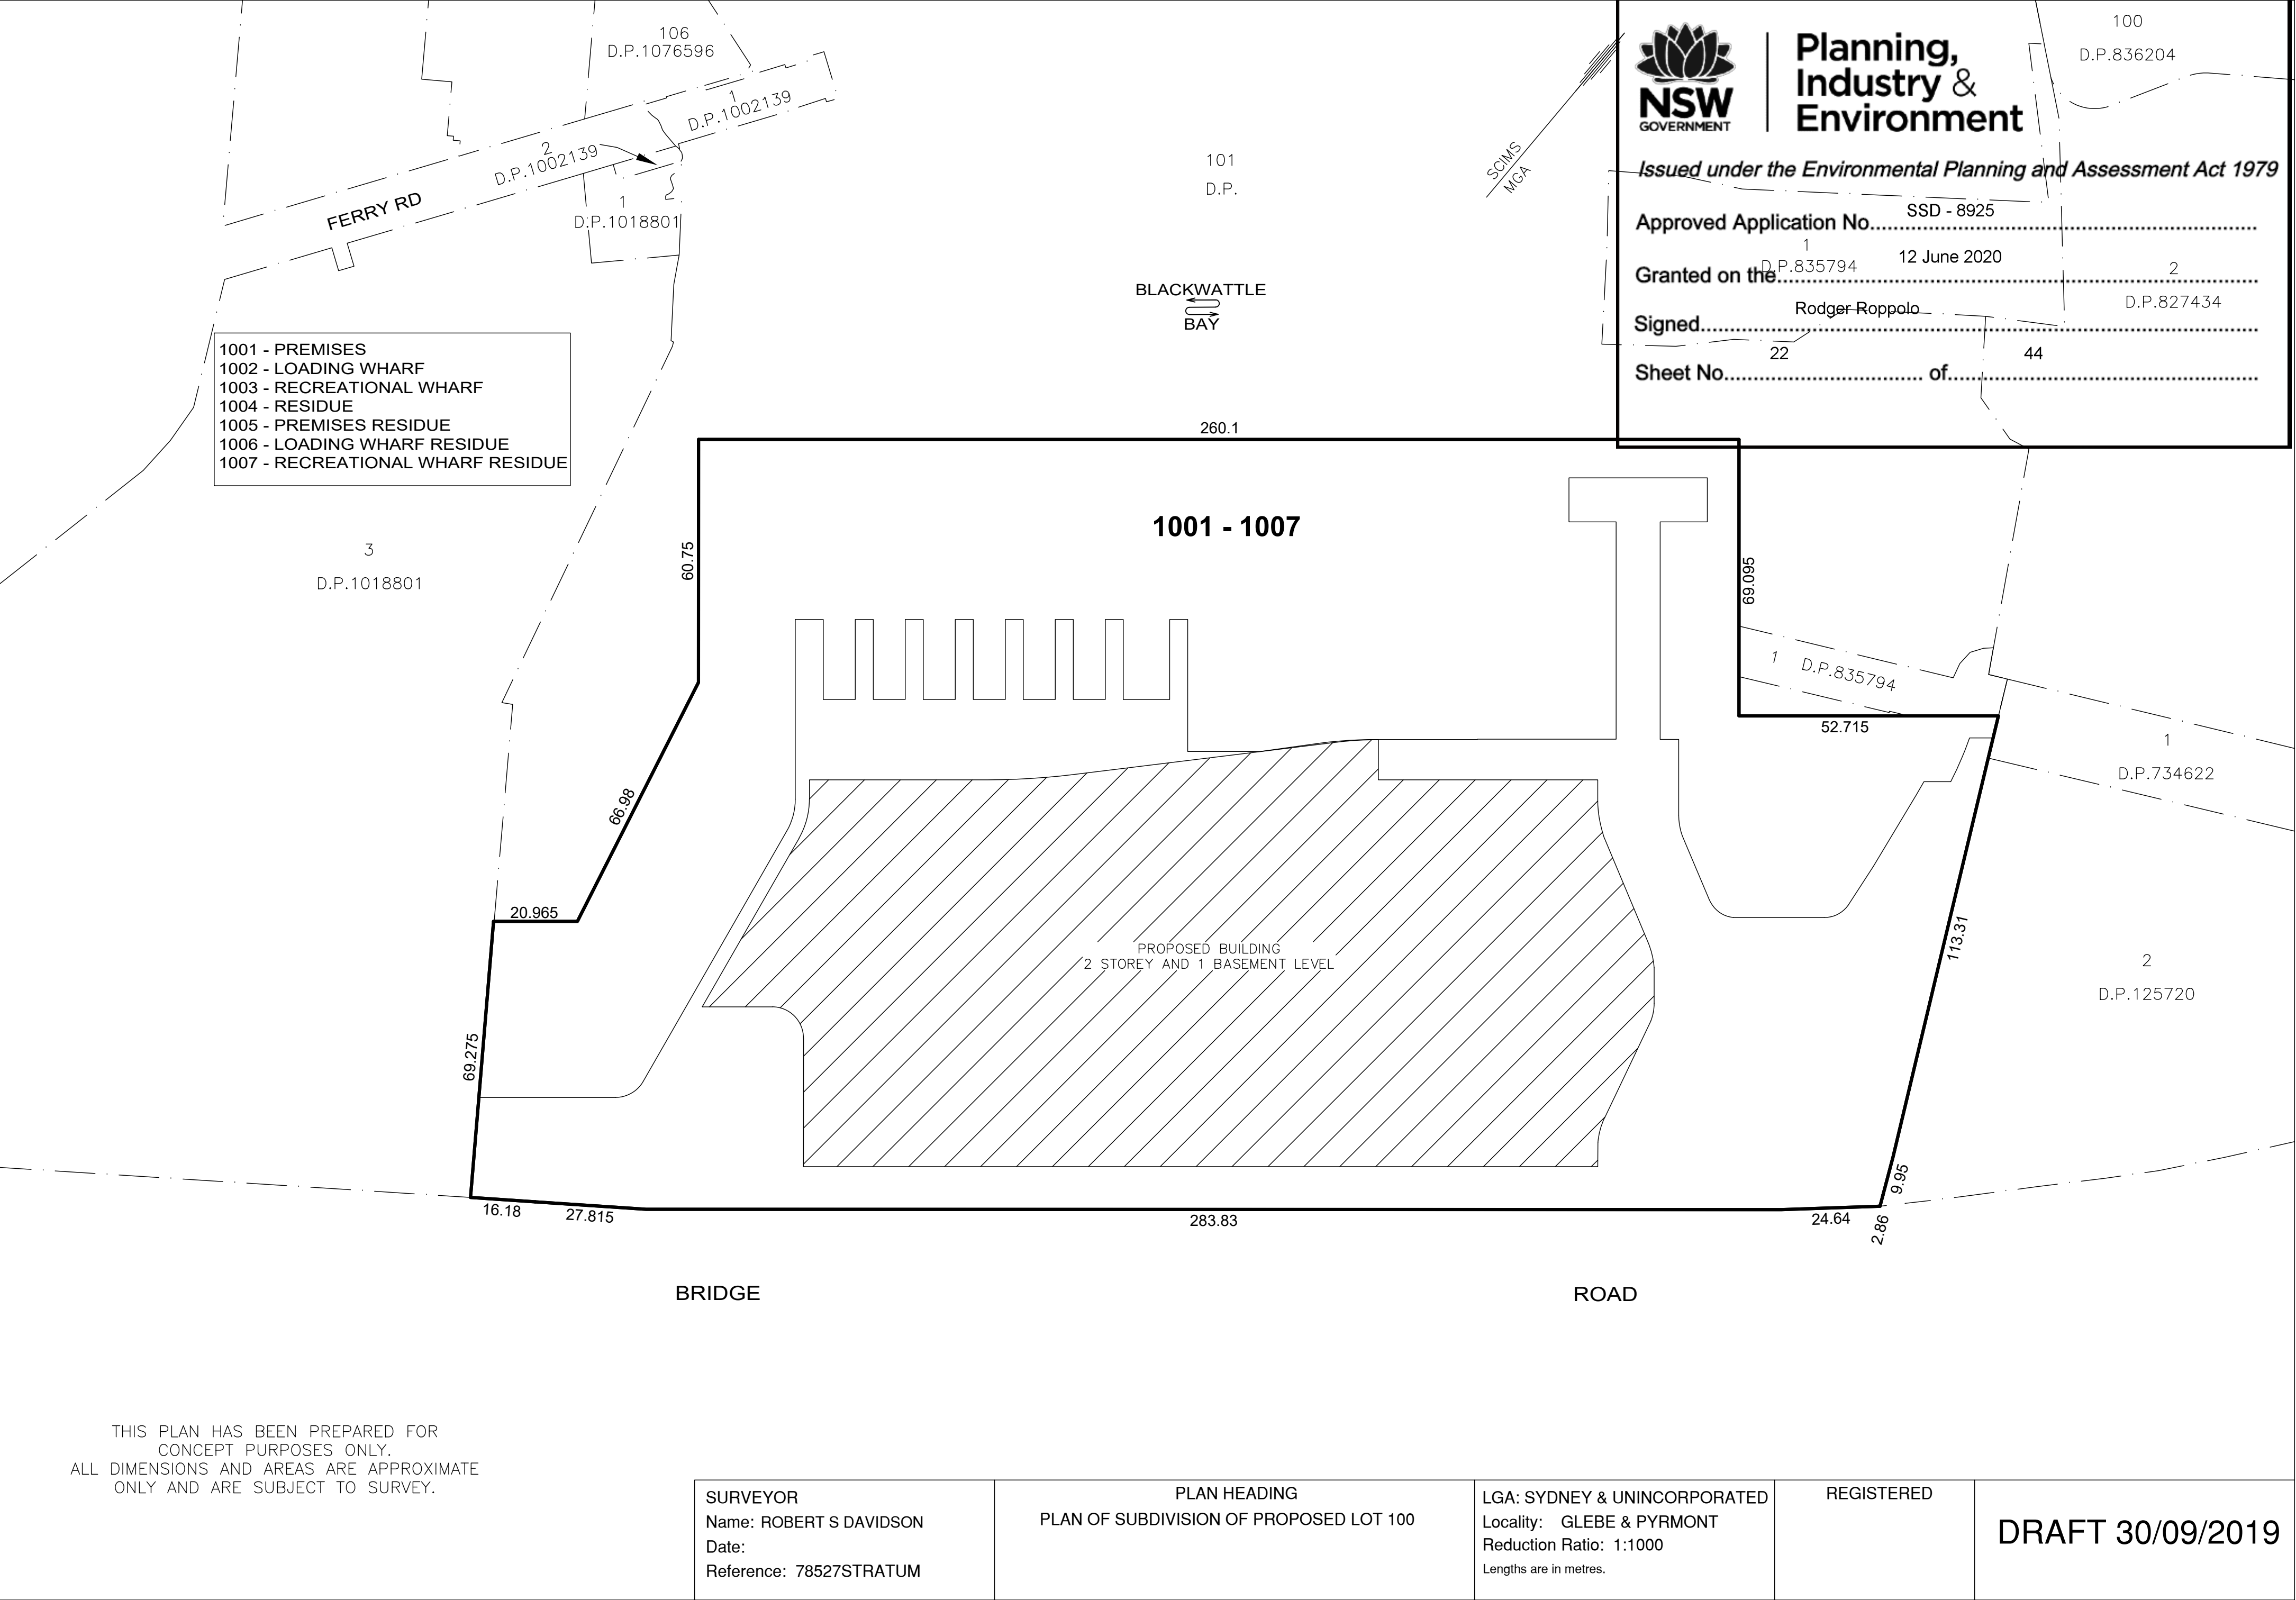 106
D.P.1076596
1
D.P.1002139
2
D.P.1002139
FERRY RD
1
D.P.1018801
2
101
D.P.
SCIMS
MGA
BLACKWATTLE
BAY
100
D.P.836204
NSW
GOVERNMENT
Planning,
Industry &
Environment
Issued under the Environmental Planning and Assessment Act 1979
Approved Application No. SSD - 8925
1
D.P.835794
Granted on the 12 June 2020
2
D.P.827434
Signed Rodger Roppolo
Sheet No. 22 of 44
1001 - PREMISES
1002 - LOADING WHARF
1003 - RECREATIONAL WHARF
1004 - RESIDUE
1005 - PREMISES RESIDUE
1006 - LOADING WHARF RESIDUE
1007 - RECREATIONAL WHARF RESIDUE
260.1
1001 - 1007
3
D.P.1018801
60.75
69.095
1 D.P.835794
52.715
1
D.P.734622
66.98
20.965
113.31
PROPOSED BUILDING
2 STOREY AND 1 BASEMENT LEVEL
2
D.P.125720
69.275
9.95
16.18
27.815
283.83
24.64
2.86
BRIDGE ROAD
THIS PLAN HAS BEEN PREPARED FOR
CONCEPT PURPOSES ONLY.
ALL DIMENSIONS AND AREAS ARE APPROXIMATE
ONLY AND ARE SUBJECT TO SURVEY.
SURVEYOR
Name: ROBERT S DAVIDSON
Date:
Reference: 78527STRATUM
PLAN HEADING
PLAN OF SUBDIVISION OF PROPOSED LOT 100
LGA: SYDNEY & UNINCORPORATED
Locality: GLEBE & PYRMONT
Reduction Ratio: 1:1000
Lengths are in metres.
REGISTERED
DRAFT 30/09/2019